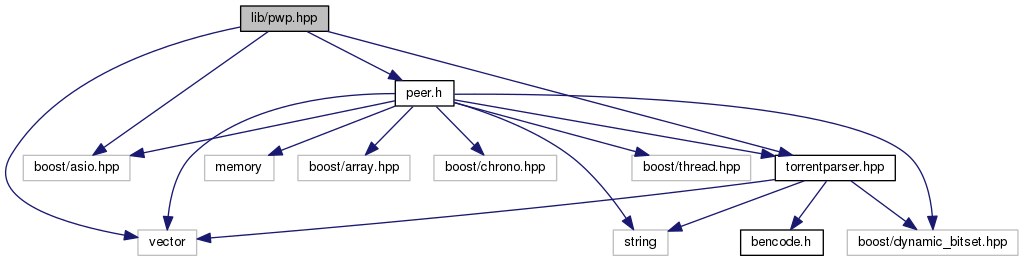 lib/pwp.hpp
peer.h
boost/asio.hpp
memory
boost/array.hpp
boost/chrono.hpp
boost/thread.hpp
torrentparser.hpp
vector
string
bencode.h
boost/dynamic_bitset.hpp